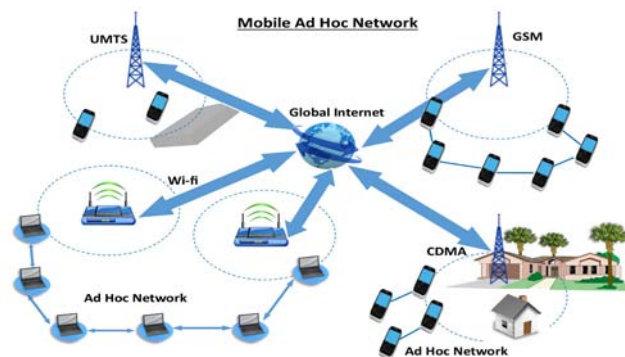 Mobile Ad Hoc Network
UMTS
GSM
Global Internet
Wi-fi
CDMA
Ad Hoc Network
Ad Hoc Network